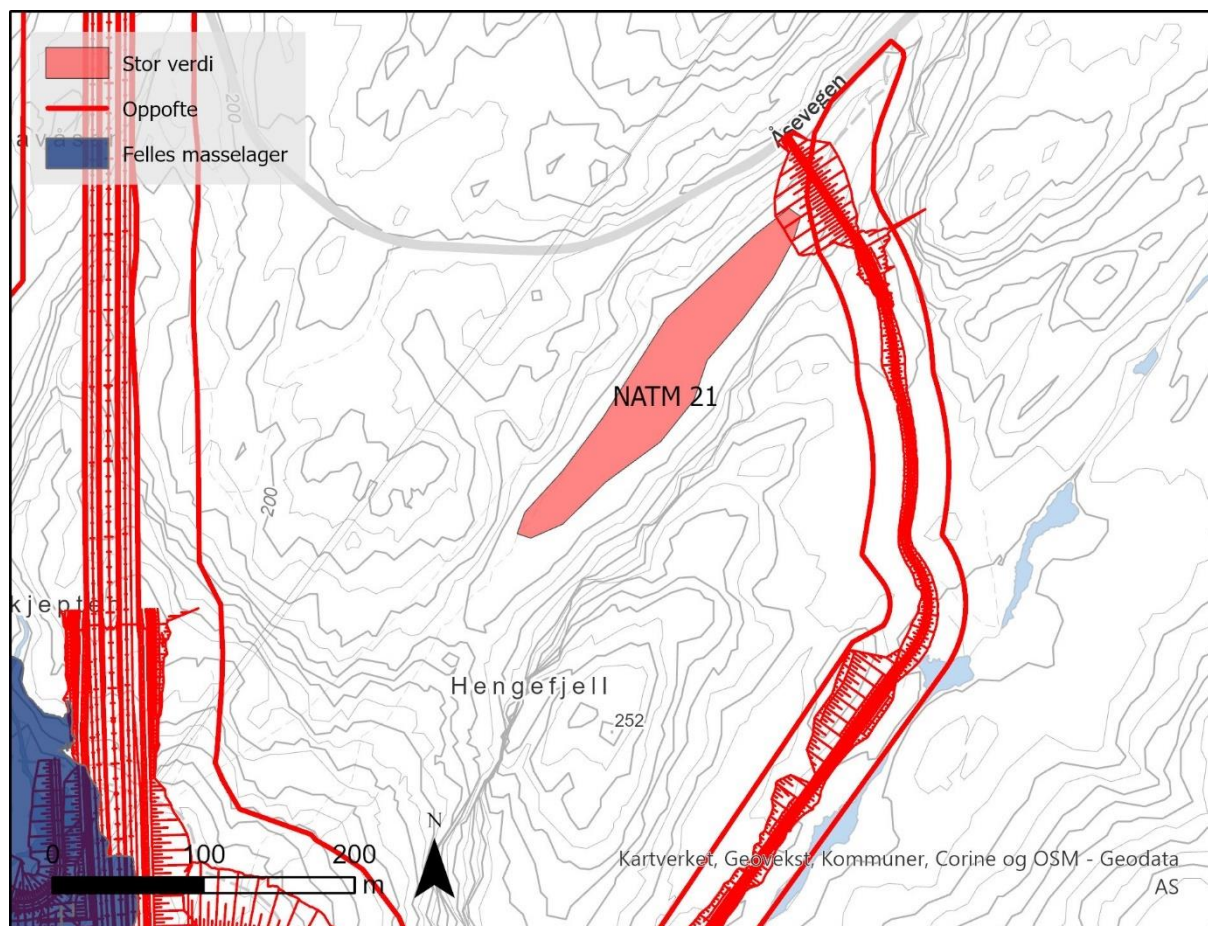 Stor verdi
Oppofte
Felles masselager
200
Åsevegen
NATM 21
200
Hengefjell
252
N
0 100 200
m
Kartverket, Geovekst, Kommuner, Corine og OSM - Geodata
AS